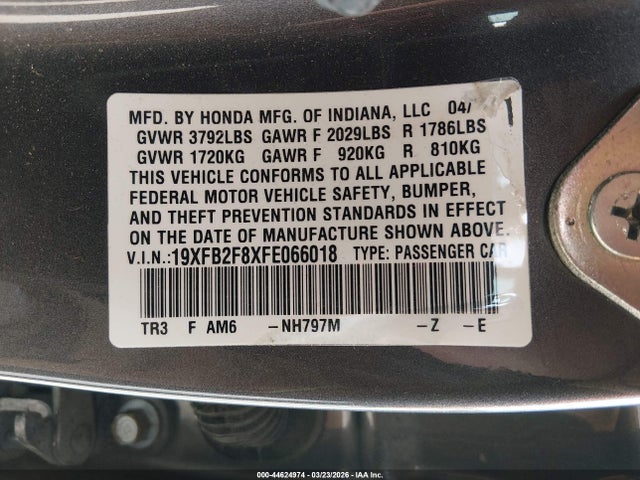 MFD. BY HONDA MFG. OF INDIANA, LLC 04/
GVWR 3792LBS GAWR F 2029LBS R 1786LBS
GVWR 1720KG GAWR F 920KG R 810KG
THIS VEHICLE CONFORMS TO ALL APPLICABLE
FEDERAL MOTOR VEHICLE SAFETY, BUMPER,
AND THEFT PREVENTION STANDARDS IN EFFECT
ON THE DATE OF MANUFACTURE SHOWN ABOVE.
V.I.N.:19XFB2F8XFE066018 TYPE: PASSENGER CAR
TR3 F AM6 -NH797M -Z -E
000-44624974 | 03/23/2026 - IAA Inc.